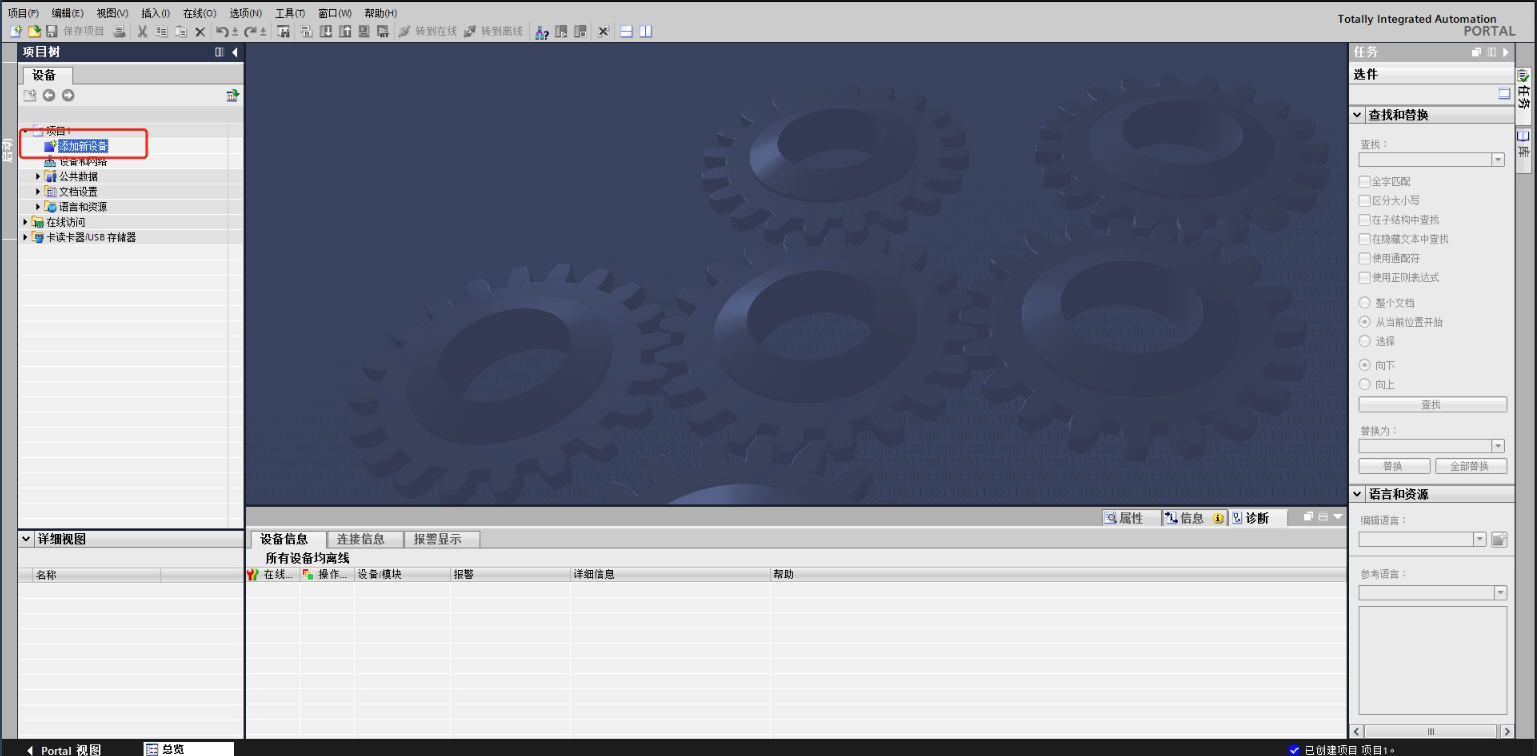 项目(P) 编辑(E) 视图(V) 插入(I) 在线(O) 选项(N) 工具(T) 窗口(W) 帮助(H)
Totally Integrated Automation
PORTAL
保存项目 转到在线 转到离线
项目树
设备
项目1
添加新设备
设备和网络
公共数据
文档设置
语言和资源
在线访问
卡读卡器/USB 存储器
启动
详细视图
名称
属性 信息 诊断
设备信息 连接信息 报警显示
所有设备均离线
在线... 操作... 设备/模块 报警 详细信息 帮助
任务
选件
查找和替换
查找：
全字匹配
区分大小写
在子结构中查找
在隐藏文本中查找
使用通配符
使用正则表达式
整个文档
从当前位置开始
选择
向下
向上
查找
替换为：
替换 全部替换
语言和资源
编辑语言：
参考语言：
任务
库
Portal 视图 总览 已创建项目 项目1。